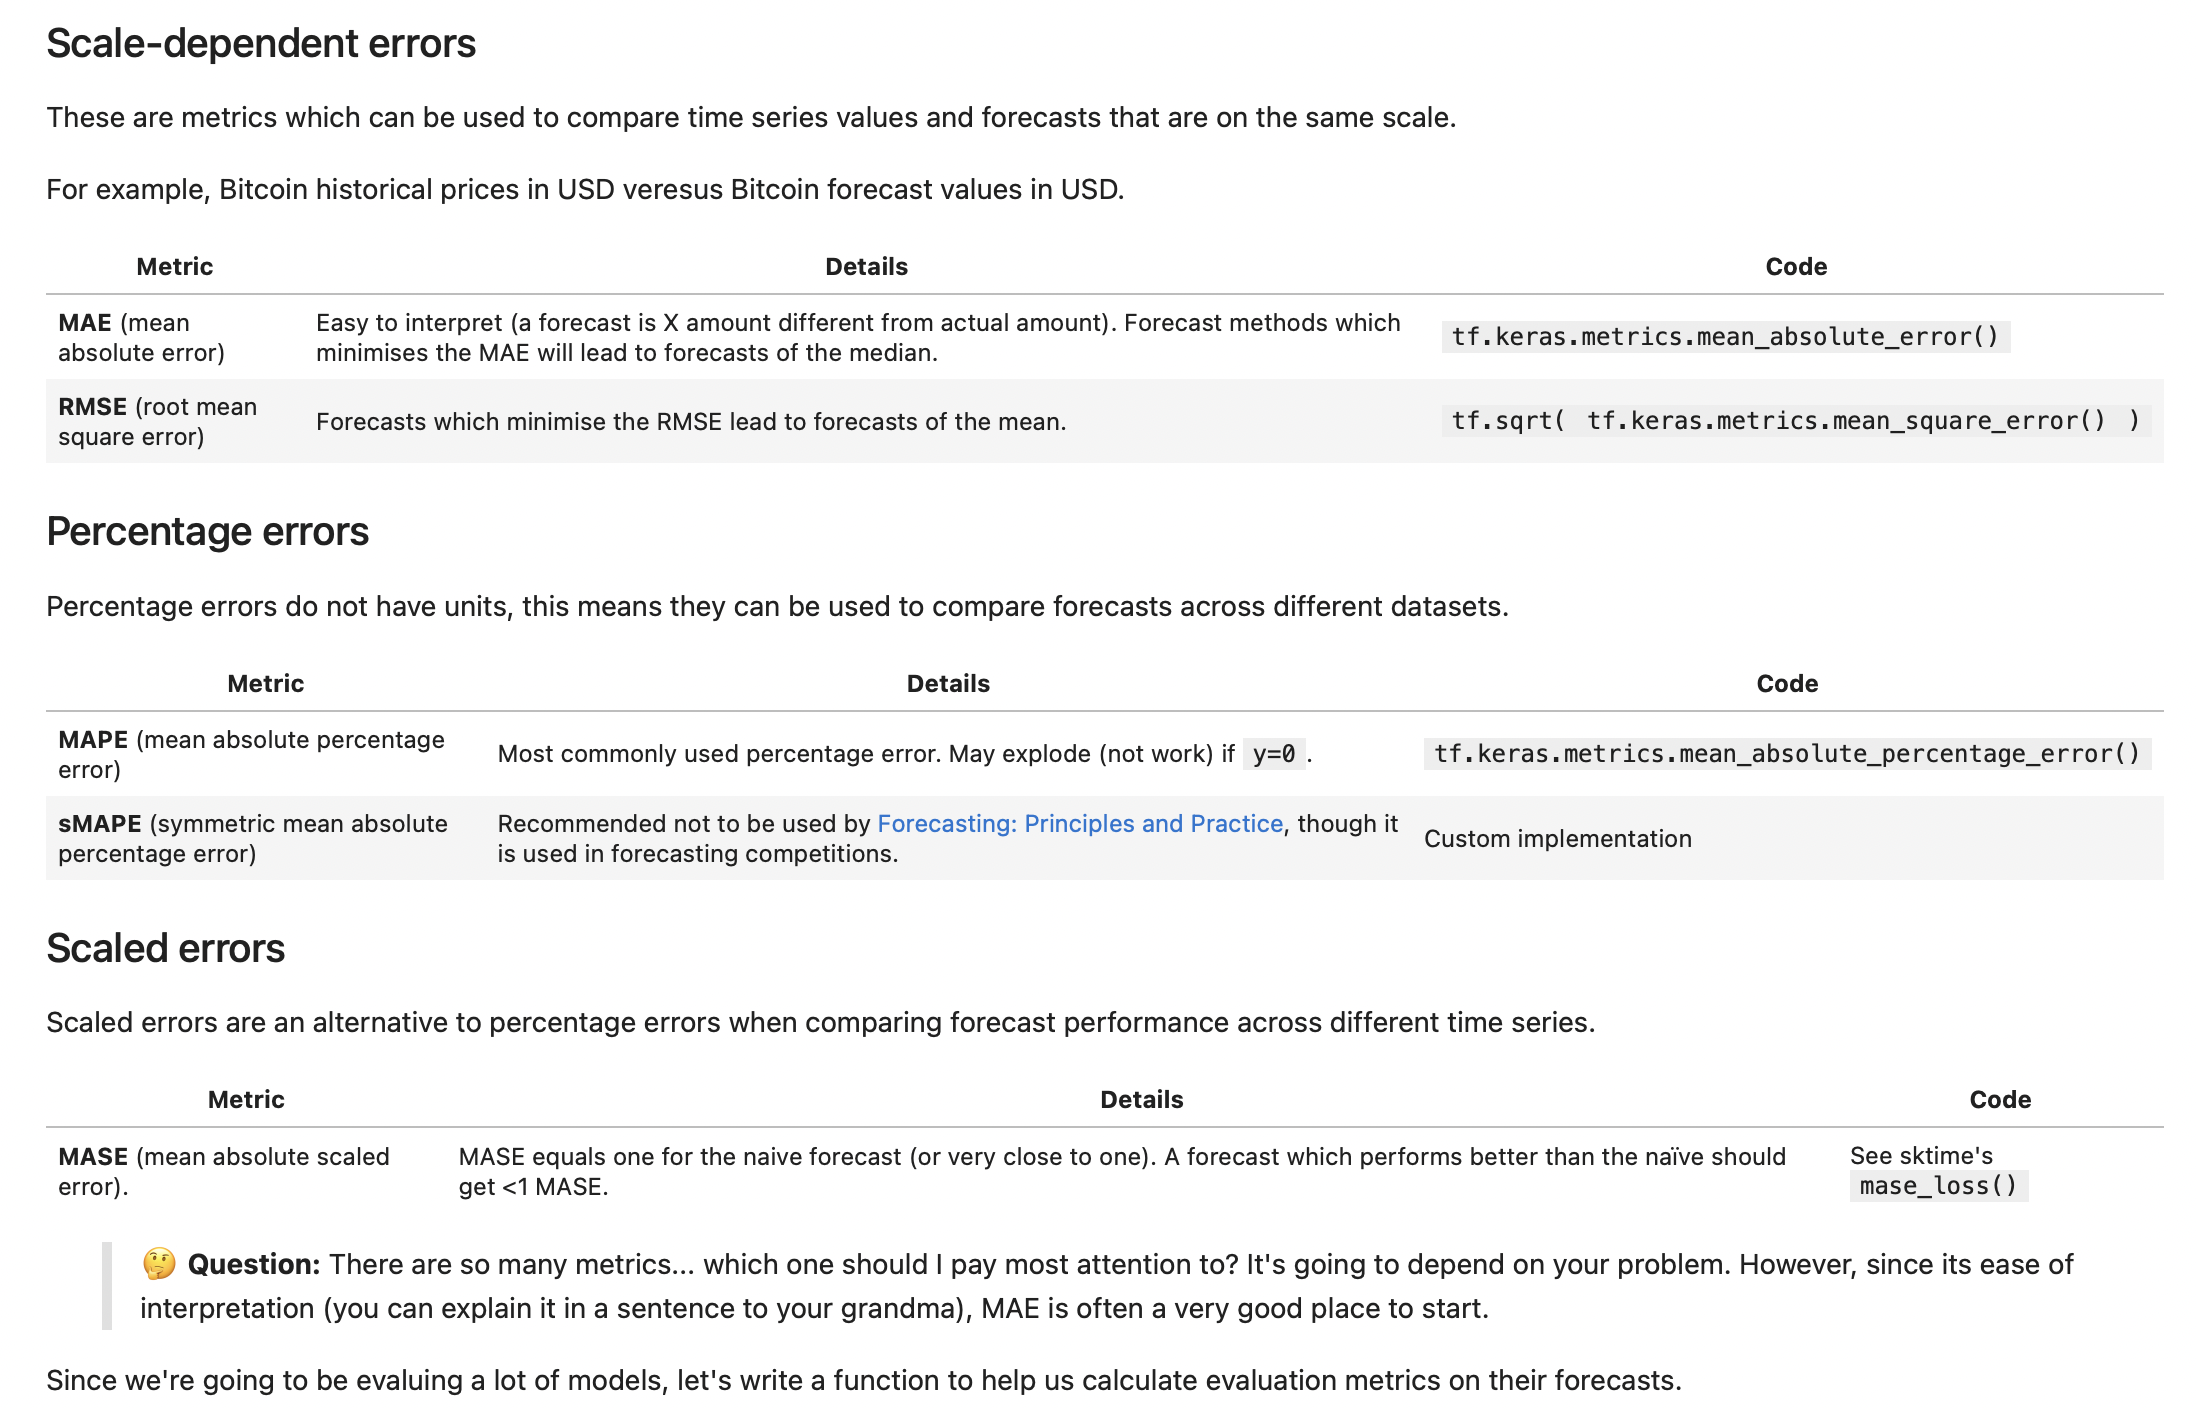 Scale-dependent errors
These are metrics which can be used to compare time series values and forecasts that are on the same scale.
For example, Bitcoin historical prices in USD veresus Bitcoin forecast values in USD.
Metric Details Code
MAE (mean absolute error) Easy to interpret (a forecast is X amount different from actual amount). Forecast methods which minimises the MAE will lead to forecasts of the median. tf.keras.metrics.mean_absolute_error()
RMSE (root mean square error) Forecasts which minimise the RMSE lead to forecasts of the mean. tf.sqrt( tf.keras.metrics.mean_square_error() )
Percentage errors
Percentage errors do not have units, this means they can be used to compare forecasts across different datasets.
Metric Details Code
MAPE (mean absolute percentage error) Most commonly used percentage error. May explode (not work) if y=0. tf.keras.metrics.mean_absolute_percentage_error()
sMAPE (symmetric mean absolute percentage error) Recommended not to be used by Forecasting: Principles and Practice, though it is used in forecasting competitions. Custom implementation
Scaled errors
Scaled errors are an alternative to percentage errors when comparing forecast performance across different time series.
Metric Details Code
MASE (mean absolute scaled error). MASE equals one for the naive forecast (or very close to one). A forecast which performs better than the naïve should get <1 MASE. See sktime's mase_loss()
🤔 Question: There are so many metrics... which one should I pay most attention to? It's going to depend on your problem. However, since its ease of
interpretation (you can explain it in a sentence to your grandma), MAE is often a very good place to start.
Since we're going to be evaluing a lot of models, let's write a function to help us calculate evaluation metrics on their forecasts.